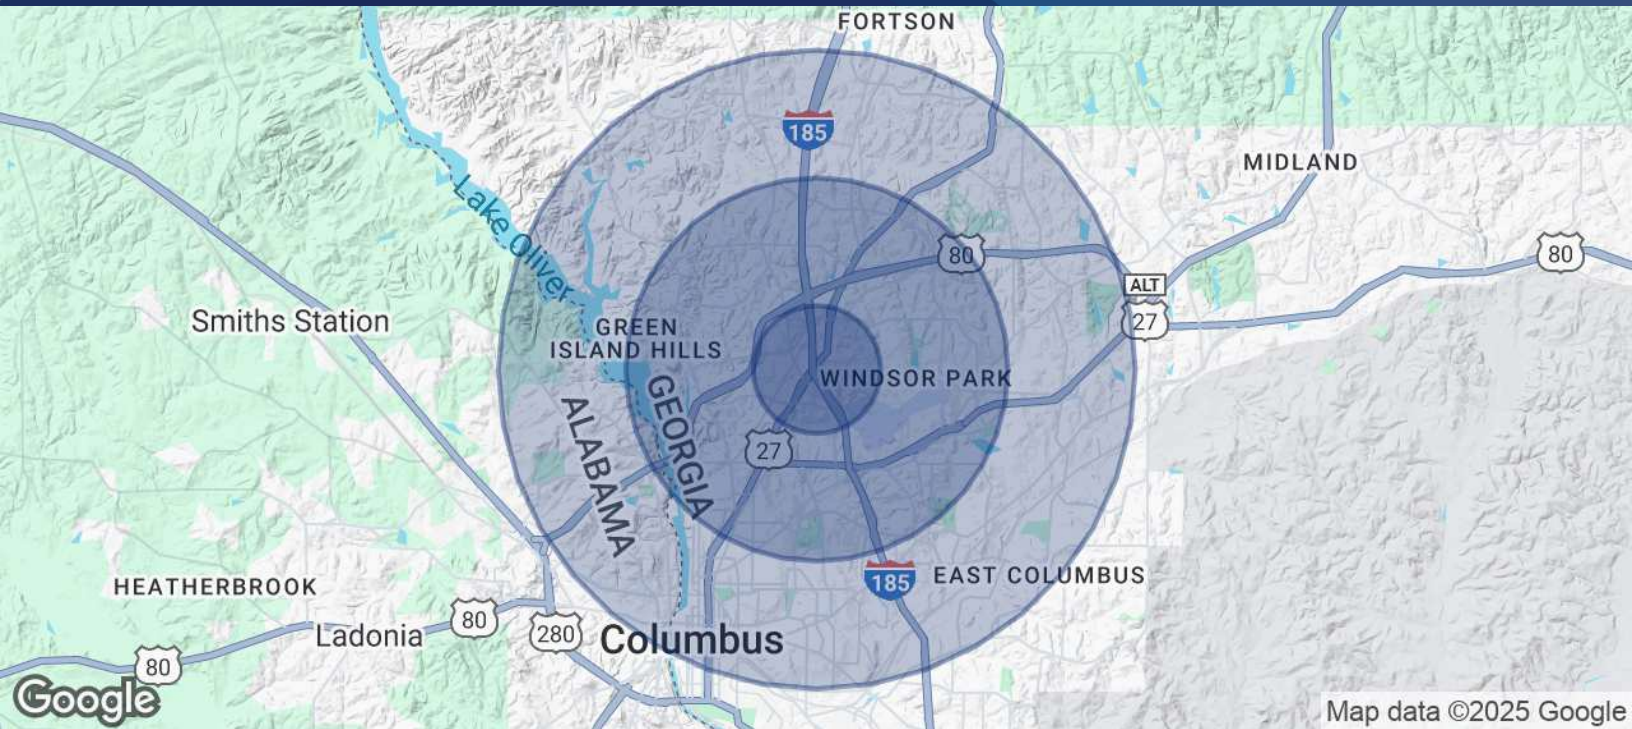 FORTSON
185
MIDLAND
Lake Oliver
80
80
ALT
27
Smiths Station
GREEN
ISLAND HILLS
WINDSOR PARK
GEORGIA
ALABAMA
27
185
EAST COLUMBUS
HEATHERBROOK
80
280
Ladonia
Columbus
80
Google
Map data ©2025 Google